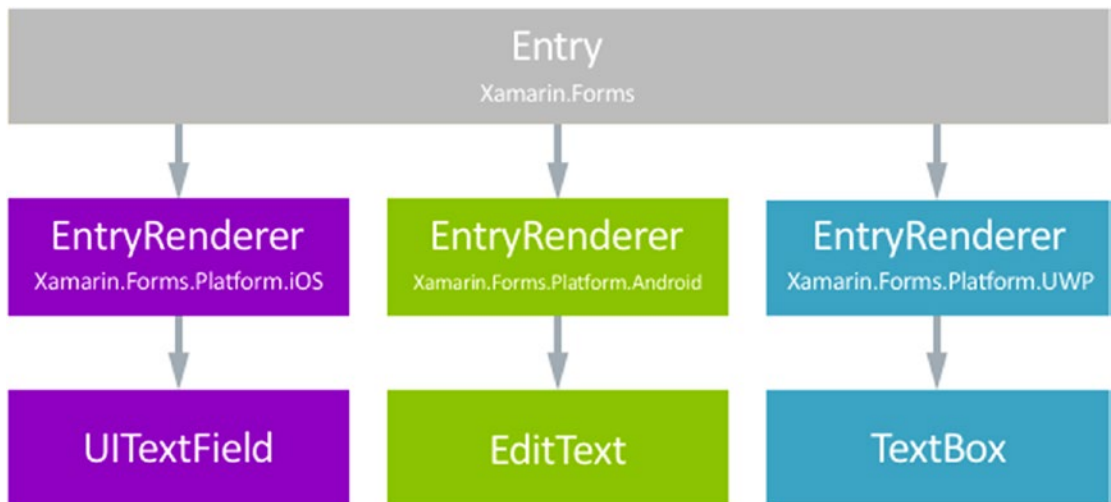 Entry
Xamarin.Forms
EntryRenderer
Xamarin.Forms.Platform.iOS
EntryRenderer
Xamarin.Forms.Platform.Android
EntryRenderer
Xamarin.Forms.Platform.UWP
UITextField
EditText
TextBox